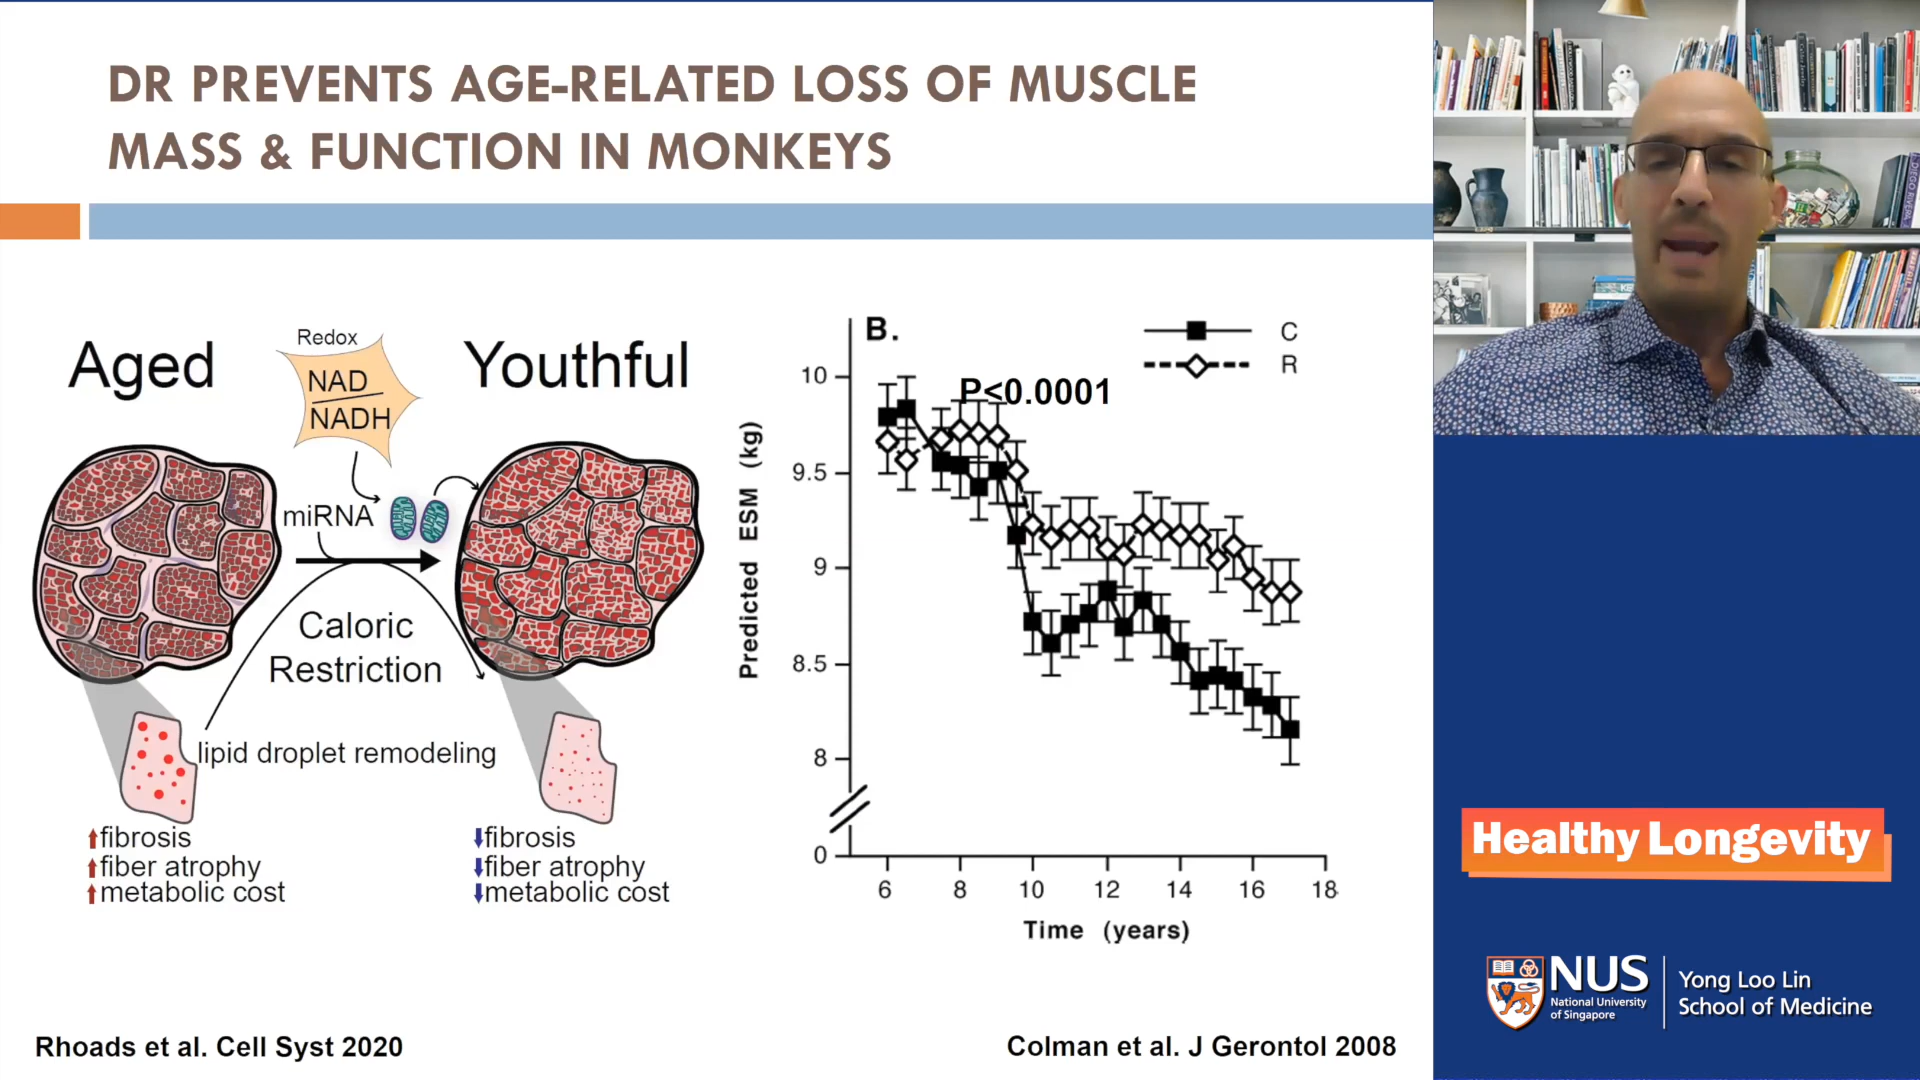 DR PREVENTS AGE-RELATED LOSS OF MUSCLE
MASS & FUNCTION IN MONKEYS
Aged
Redox
NAD
NADH
Youthful
miRNA
Caloric
Restriction
lipid droplet remodeling
fibrosis
fiber atrophy
metabolic cost
fibrosis
fiber atrophy
metabolic cost
B.
C
R
P<0.0001
Predicted ESM (kg)
10
9.5
9
8.5
8
0
6 8 10 12 14 16 18
Time (years)
Rhoads et al. Cell Syst 2020
Colman et al. J Gerontol 2008
DIEGO RIVERA
Healthy Longevity
NUS
National University
of Singapore
Yong Loo Lin
School of Medicine